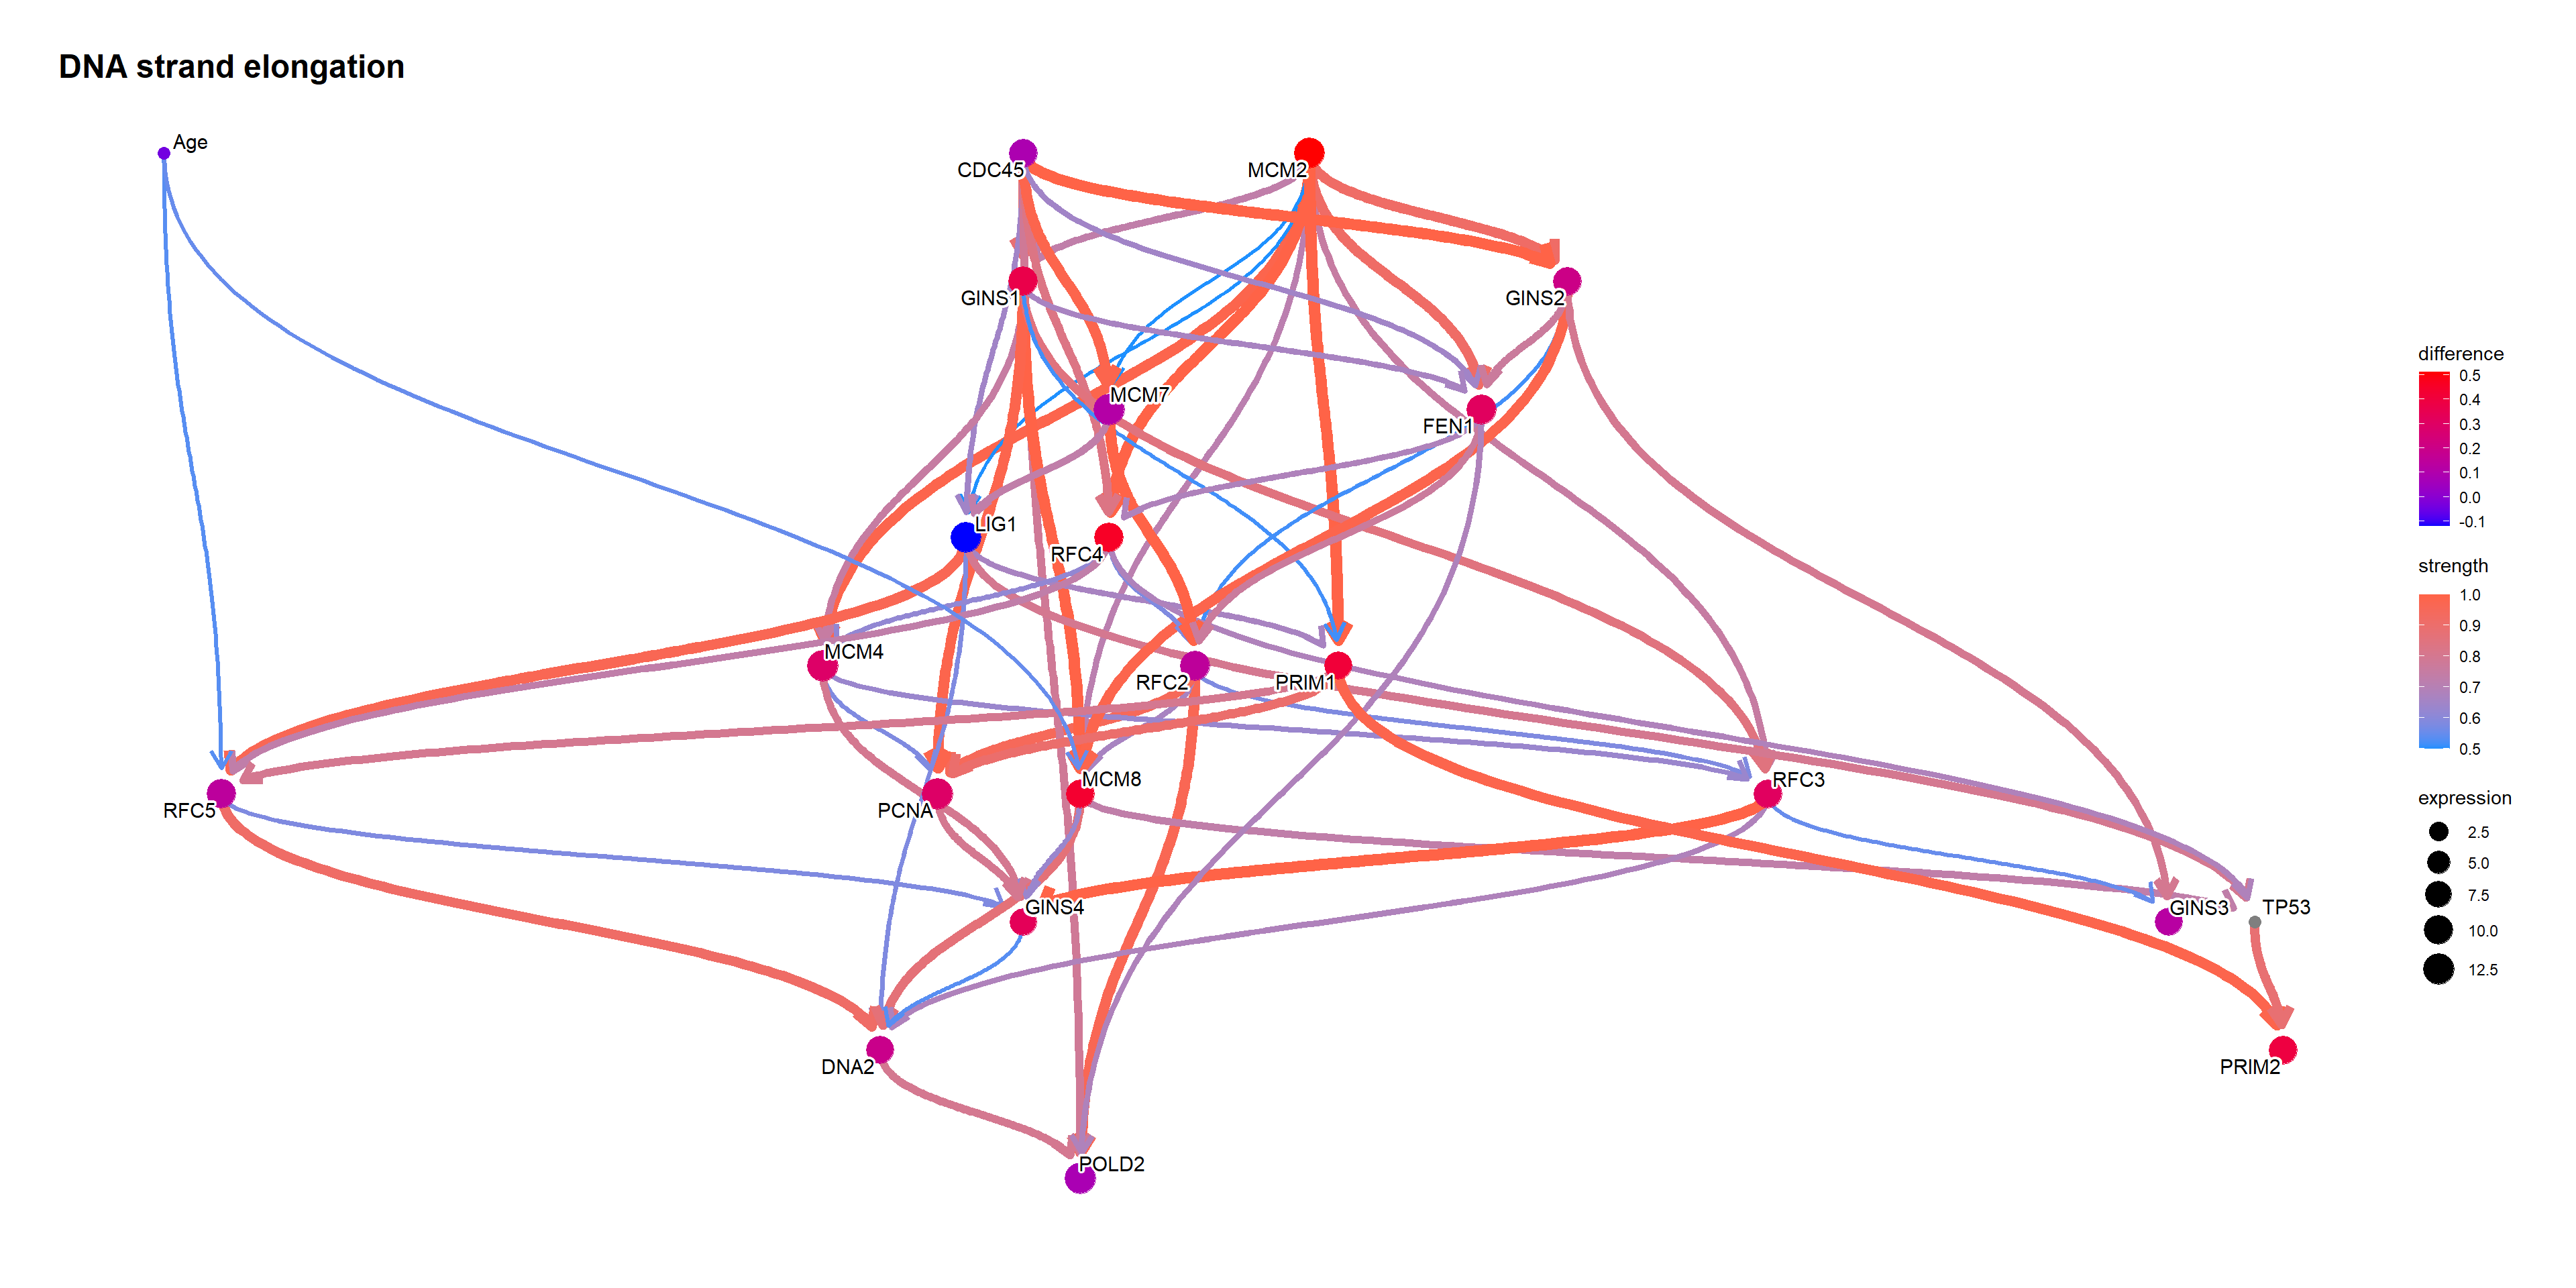 DNA strand elongation
Age
CDC45
MCM2
GINS1
GINS2
MCM7
FEN1
LIG1
RFC4
MCM4
RFC2
PRIM1
RFC5
PCNA
MCM8
RFC3
GINS4
GINS3
TP53
DNA2
PRIM2
POLD2
difference
0.5
0.4
0.3
0.2
0.1
0.0
-0.1
strength
1.0
0.9
0.8
0.7
0.6
0.5
expression
2.5
5.0
7.5
10.0
12.5